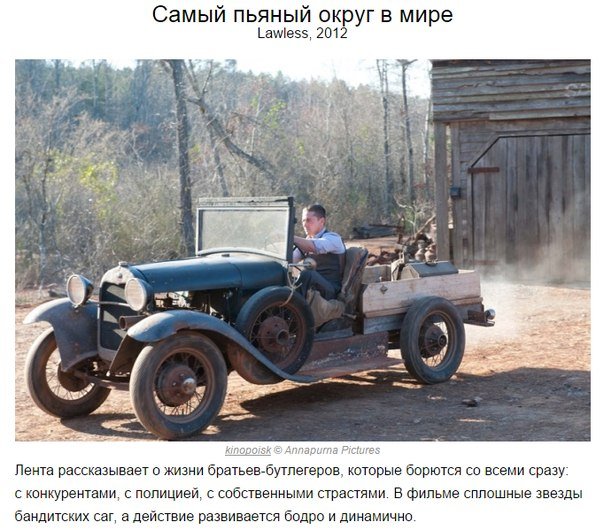 Самый пьяный округ в мире
Lawless, 2012
kinopoisk © Annapurna Pictures
Лента рассказывает о жизни братьев-бутлегеров, которые борются со всеми сразу:
с конкурентами, с полицией, с собственными страстями. В фильме сплошные звезды
бандитских саг, а действие развивается бодро и динамично.